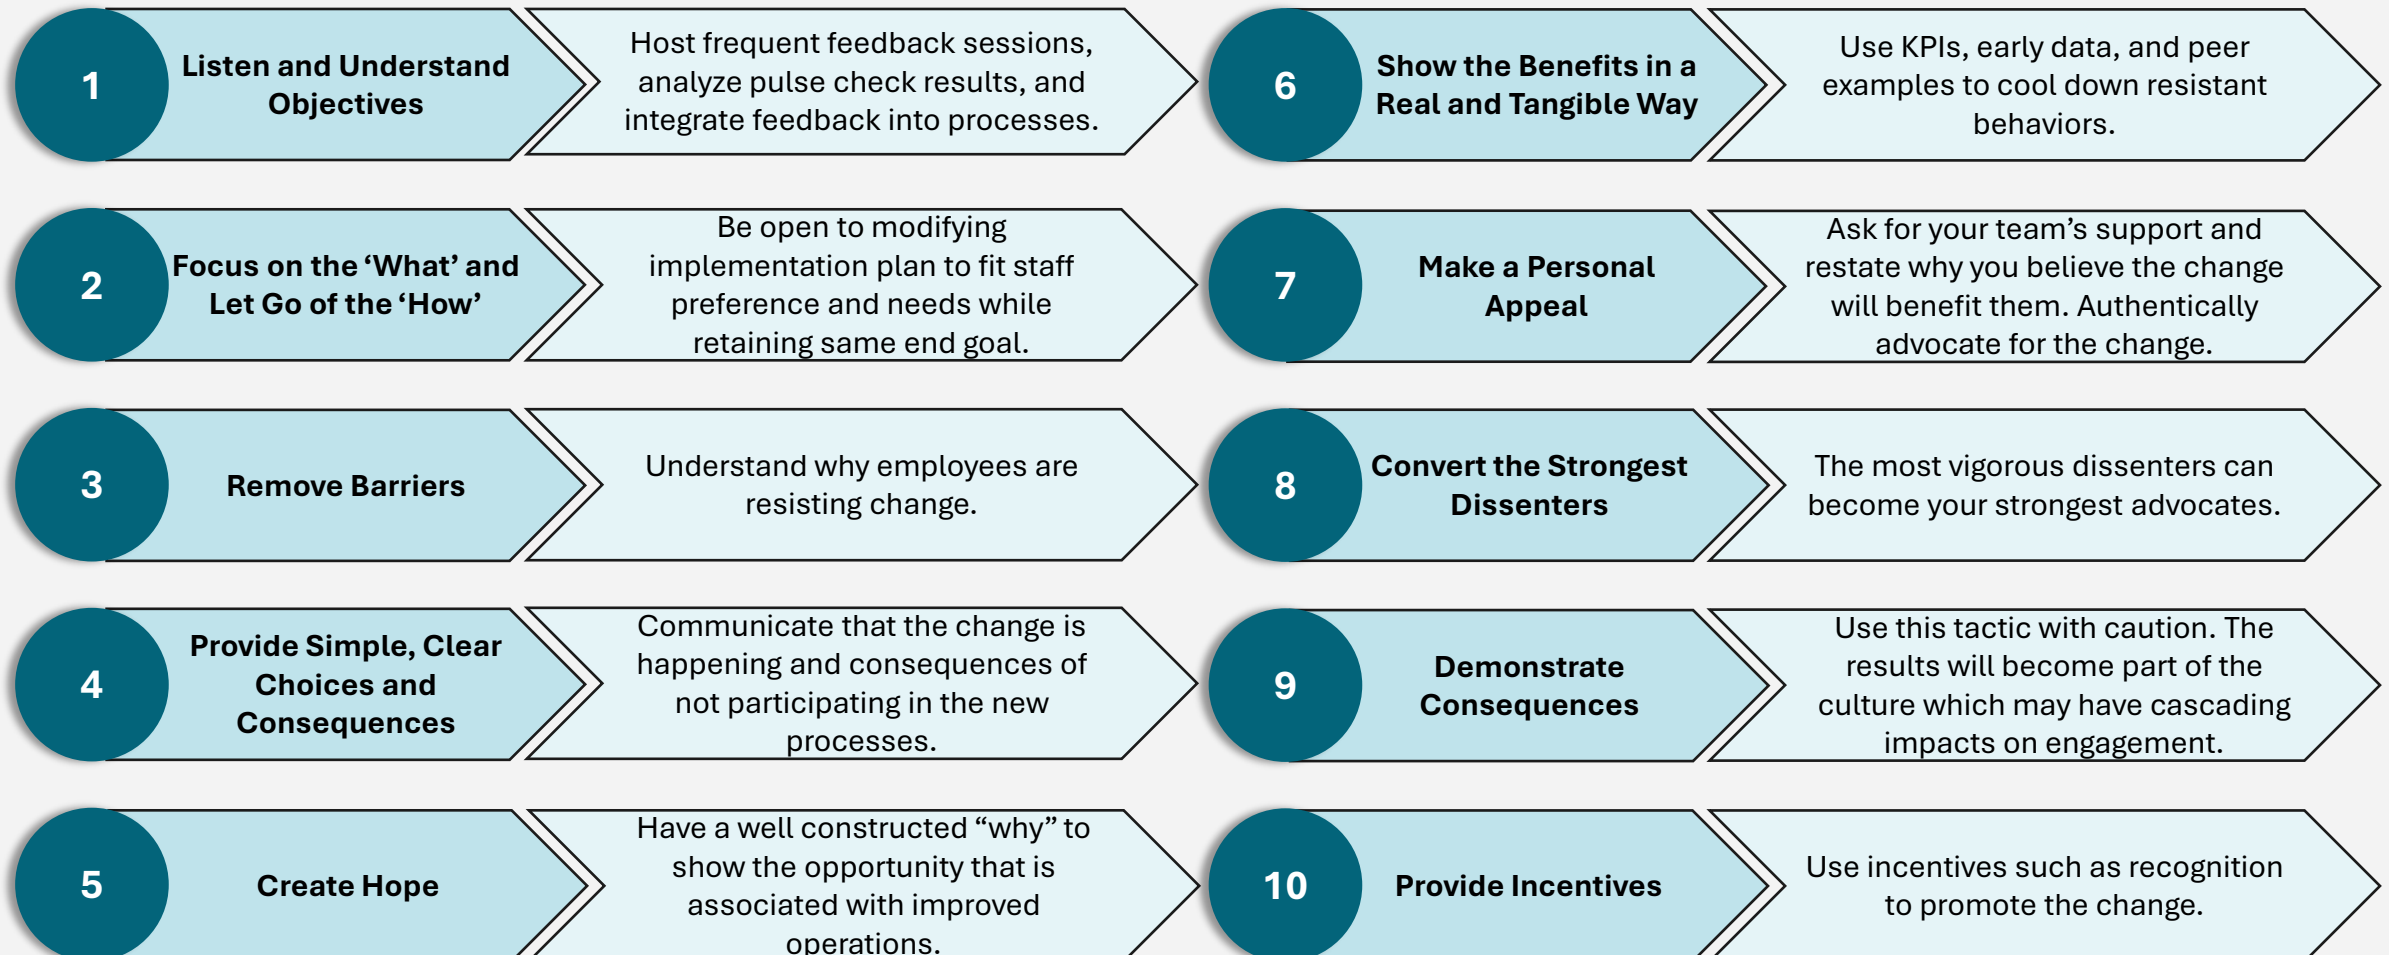 1
Listen and Understand
Objectives
Host frequent feedback sessions,
analyze pulse check results, and
integrate feedback into processes.
2
Focus on the ‘What’ and
Let Go of the ‘How’
Be open to modifying
implementation plan to fit staff
preference and needs while
retaining same end goal.
3
Remove Barriers
Understand why employees are
resisting change.
4
Provide Simple, Clear
Choices and
Consequences
Communicate that the change is
happening and consequences of
not participating in the new
processes.
5
Create Hope
Have a well constructed “why” to
show the opportunity that is
associated with improved
operations.
6
Show the Benefits in a
Real and Tangible Way
Use KPIs, early data, and peer
examples to cool down resistant
behaviors.
7
Make a Personal
Appeal
Ask for your team’s support and
restate why you believe the change
will benefit them. Authentically
advocate for the change.
8
Convert the Strongest
Dissenters
The most vigorous dissenters can
become your strongest advocates.
9
Demonstrate
Consequences
Use this tactic with caution. The
results will become part of the
culture which may have cascading
impacts on engagement.
10
Provide Incentives
Use incentives such as recognition
to promote the change.